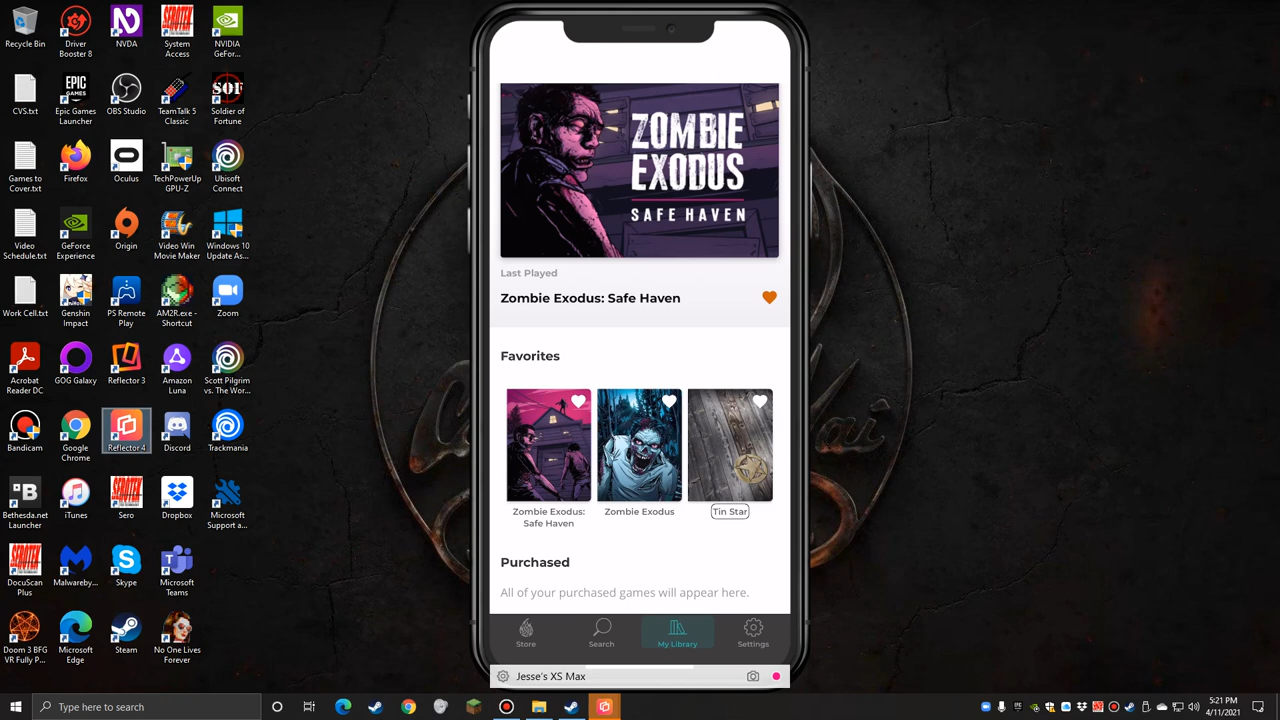 Recycle Bin
Driver Booster 8
NVDA
System Access
NVIDIA GeFor...
CVS.txt
Epic Games Launcher
OBS Studio
TeamTalk 5 Classic
Soldier of Fortune
Games to Cover.txt
Firefox
Oculus
TechPowerUp GPU-Z
Ubisoft Connect
Video Schedule.txt
GeForce Experience
Origin
Video Win Movie Maker
Windows 10 Update As...
Work Cell.txt
Genshin Impact
PS Remote Play
AM2R.exe - Shortcut
Zoom
Acrobat Reader DC
GOG Galaxy
Reflector 3
Amazon Luna
Scott Pilgrim vs. The Wor...
Bandicam
Google Chrome
Reflector 4
Discord
Trackmania
Bethesda.net Launcher
iTunes
Sero
Dropbox
Microsoft Support a...
DocuScan Plus
Malwareby...
Skype
Microsoft Teams
Doom 3 BFG VR Fully P...
Microsoft Edge
Steam
No One Lives Forever
SEROTEK
EPIC GAMES
SOF
SEROTEK
SEROTEK
ZOMBIE
EXODUS
SAFE HAVEN
Last Played
Zombie Exodus: Safe Haven
Favorites
Zombie Exodus:
Safe Haven
Zombie Exodus
Tin Star
Purchased
All of your purchased games will appear here.
Store
Search
My Library
Settings
Jesse's XS Max
Type here to search
5:21 PM
4/11/2021